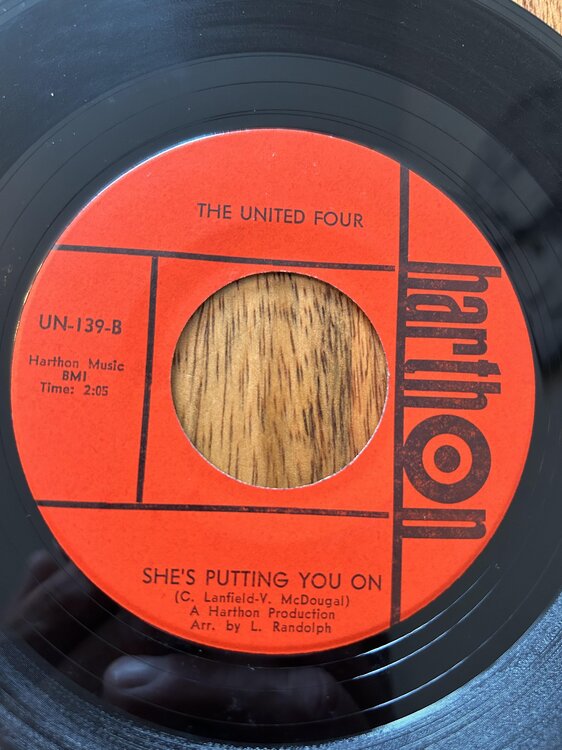 THE UNITED FOUR
harthon
UN-139-B
Harthon Music
BMI
Time: 2:05
SHE'S PUTTING YOU ON
(C. Lanfield-V. McDougal)
A Harthon Production
Arr. by L. Randolph